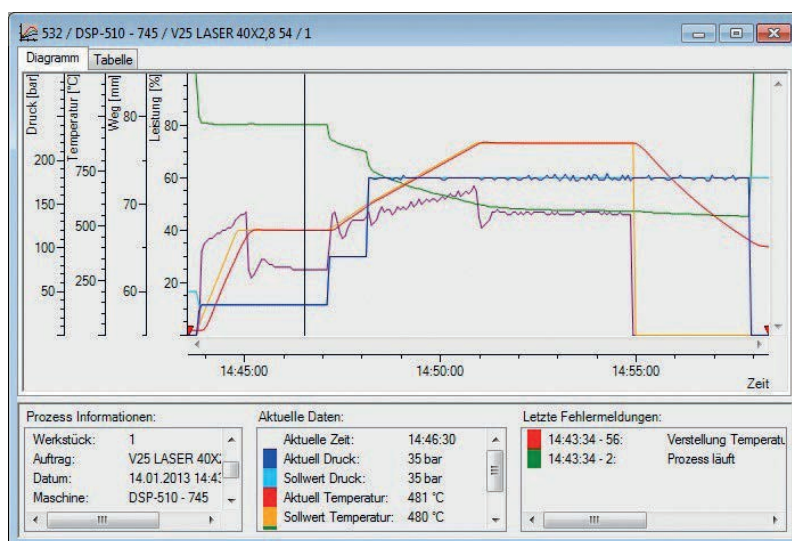 532 / DSP-510 - 745 / V25 LASER 40X2,8 54 / 1
Diagramm Tabelle
Druck [bar]
Temperatur [°C]
Weg [mm]
Leistung [%]
200
150
100
50
750
500
250
80
70
60
80
60
40
20
14:45:00 14:50:00 14:55:00
Zeit
Prozess Informationen:
Werkstück: 1
Auftrag: V25 LASER 40X2
Datum: 14.01.2013 14:43
Maschine: DSP-510 - 745
Aktuelle Daten:
Aktuelle Zeit: 14:46:30
Aktuell Druck: 35 bar
Sollwert Druck: 35 bar
Aktuell Temperatur: 481 °C
Sollwert Temperatur: 480 °C
Letzte Fehlermeldungen:
14:43:34 - 56: Verstellung Temperatu
14:43:34 - 2: Prozess läuft